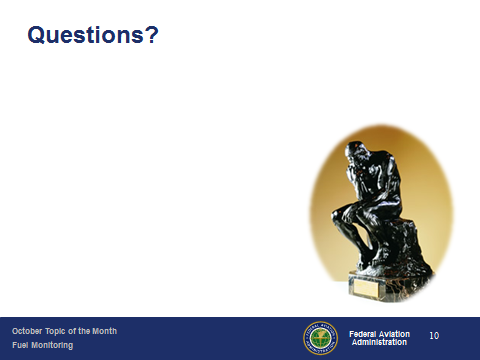 Questions?
October Topic of the Month
Fuel Monitoring
Federal Aviation
Administration
10